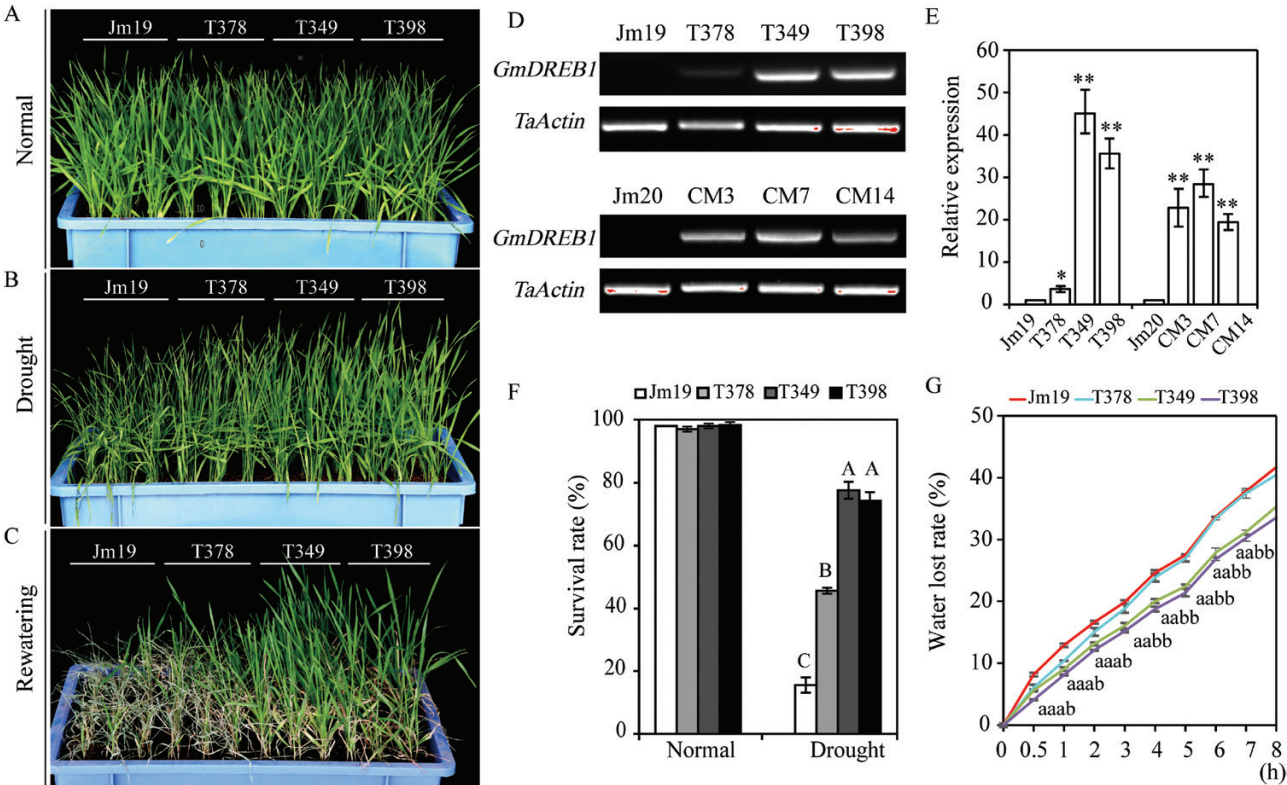 A
Jm19 T378 T349 T398
Normal
B
Jm19 T378 T349 T398
Drought
C
Jm19 T378 T349 T398
Rewatering
D
Jm19 T378 T349 T398
GmDREB1
TaActin
Jm20 CM3 CM7 CM14
GmDREB1
TaActin
E
Relative expression
60
50
40
30
20
10
0
** ** * ** ** **
Jm19 T378 T349 T398 Jm20 CM3 CM7 CM14
F
Jm19 T378 T349 T398
Survival rate (%)
100
80
60
40
20
0
C B A A
Normal Drought
G
Jm19 T378 T349 T398
Water lost rate (%)
50
40
30
20
10
0
aaab aaab aaab aabb aabb aabb aabb aabb
0 0.5 1 2 3 4 5 6 7 8
(h)